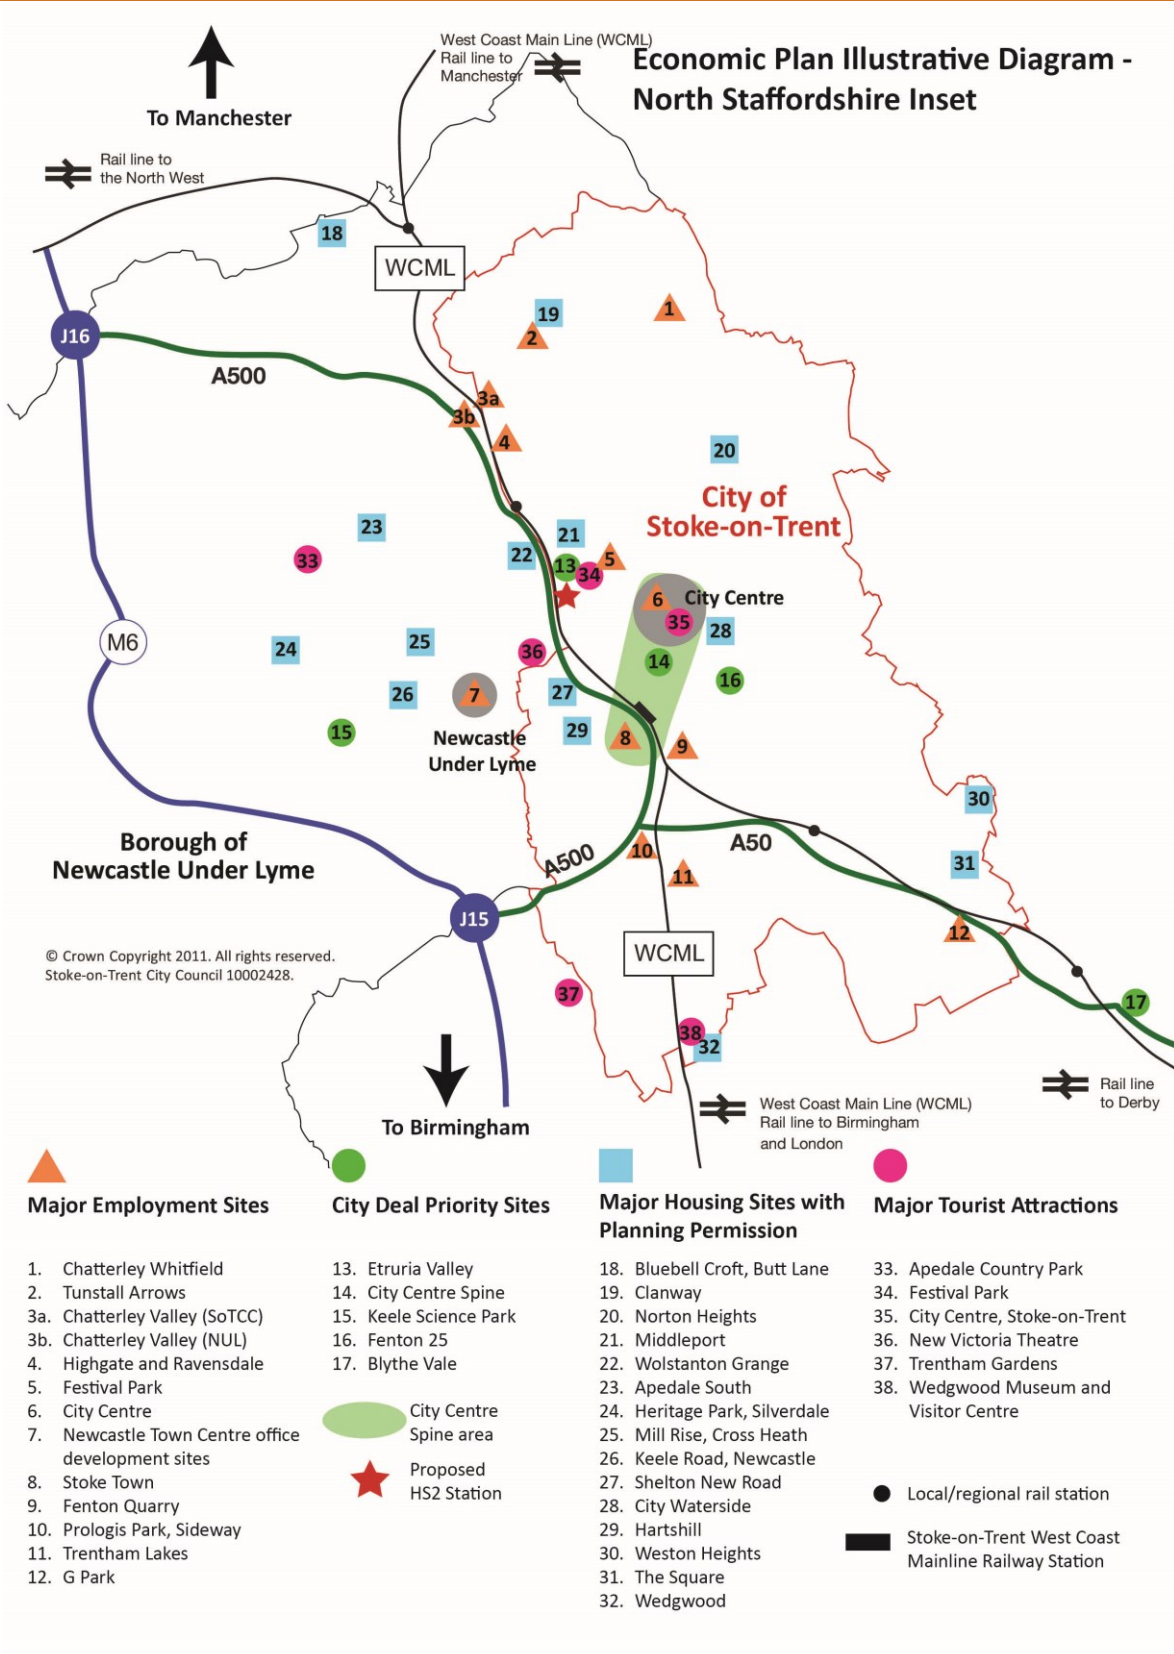 West Coast Main Line (WCML)
Rail line to
Manchester
Economic Plan Illustrative Diagram -
North Staffordshire Inset
To Manchester
Rail line to
the North West
18
WCML
19
1
2
J16
A500
3a
3b
4
20
City of
Stoke-on-Trent
23
21
22
5
33
13
34
6
City Centre
35
28
M6
24
25
36
14
16
26
7
27
15
29
8
9
Newcastle
Under Lyme
30
Borough of
Newcastle Under Lyme
A500
10
A50
11
31
J15
12
© Crown Copyright 2011. All rights reserved.
Stoke-on-Trent City Council 10002428.
WCML
37
17
38
32
To Birmingham
West Coast Main Line (WCML)
Rail line to Birmingham
and London
Rail line
to Derby
Major Employment Sites
1. Chatterley Whitfield
2. Tunstall Arrows
3a. Chatterley Valley (SoTCC)
3b. Chatterley Valley (NUL)
4. Highgate and Ravensdale
5. Festival Park
6. City Centre
7. Newcastle Town Centre office
development sites
8. Stoke Town
9. Fenton Quarry
10. Prologis Park, Sideway
11. Trentham Lakes
12. G Park
City Deal Priority Sites
13. Etruria Valley
14. City Centre Spine
15. Keele Science Park
16. Fenton 25
17. Blythe Vale
City Centre
Spine area
Proposed
HS2 Station
Major Housing Sites with
Planning Permission
18. Bluebell Croft, Butt Lane
19. Clanway
20. Norton Heights
21. Middleport
22. Wolstanton Grange
23. Apedale South
24. Heritage Park, Silverdale
25. Mill Rise, Cross Heath
26. Keele Road, Newcastle
27. Shelton New Road
28. City Waterside
29. Hartshill
30. Weston Heights
31. The Square
32. Wedgwood
Major Tourist Attractions
33. Apedale Country Park
34. Festival Park
35. City Centre, Stoke-on-Trent
36. New Victoria Theatre
37. Trentham Gardens
38. Wedgwood Museum and
Visitor Centre
Local/regional rail station
Stoke-on-Trent West Coast
Mainline Railway Station